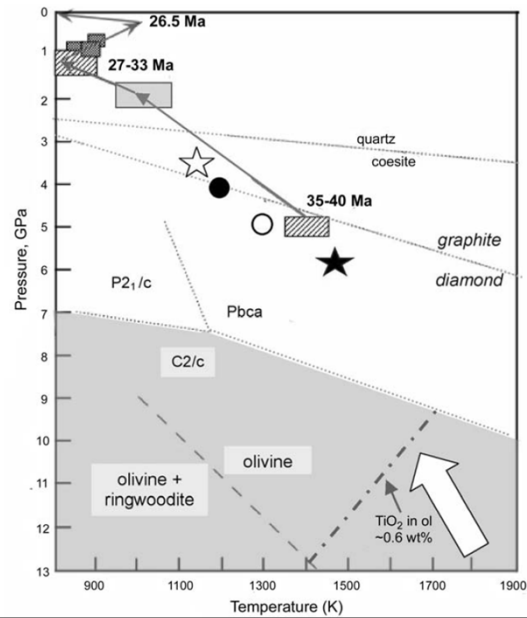 0
26.5 Ma
1
27-33 Ma
2
quartz
3
coesite
4
35-40 Ma
graphite
5
diamond
6
P2₁/c
Pbca
7
C2/c
8
9
olivine
10
olivine +
ringwoodite
11
TiO₂ in ol
~0.6 wt%
12
13
Pressure, GPa
900 1100 1300 1500 1700 1900
Temperature (K)